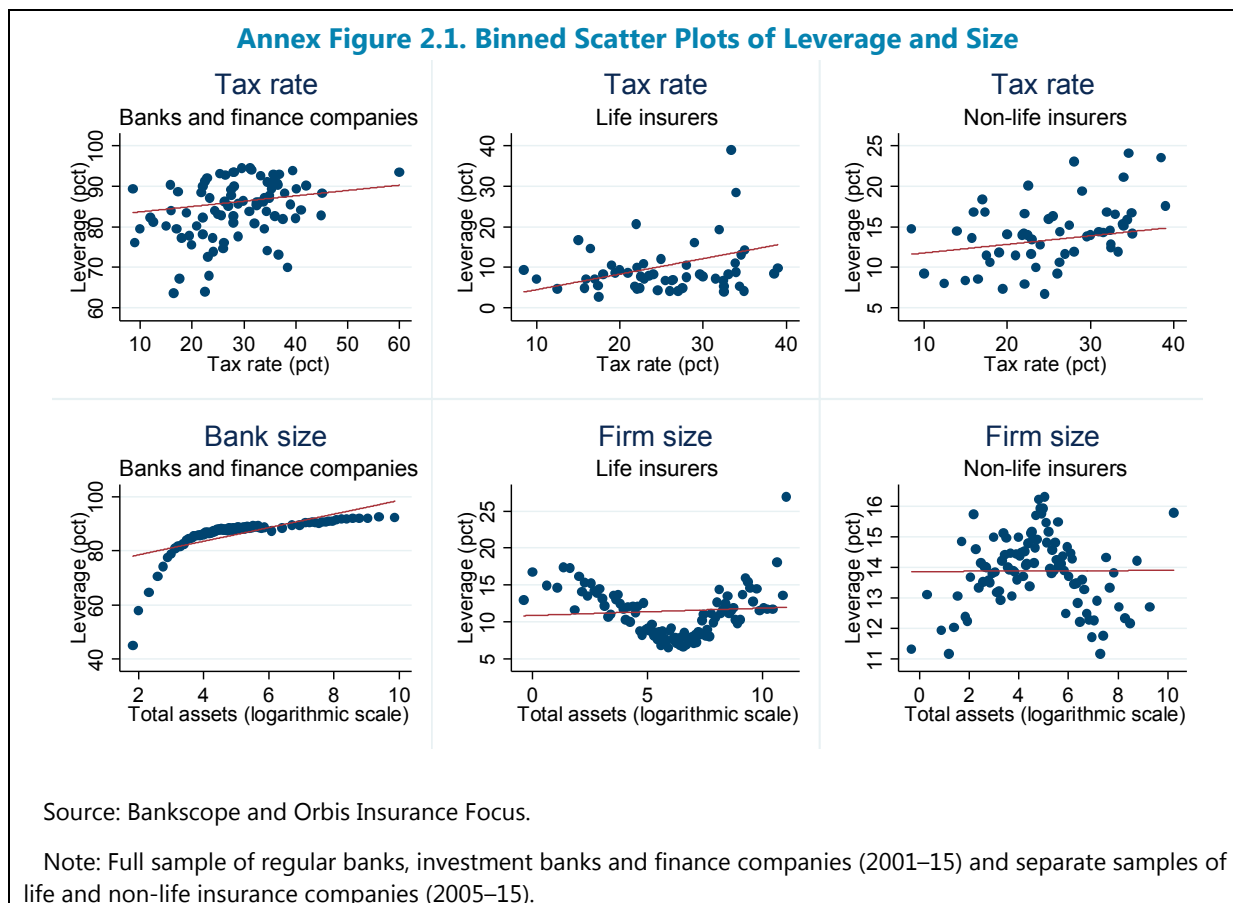 Annex Figure 2.1. Binned Scatter Plots of Leverage and Size
Tax rate
Banks and finance companies
Leverage (pct)
60 70 80 90 100
10 20 30 40 50 60
Tax rate (pct)
Tax rate
Life insurers
Leverage (pct)
0 10 20 30 40
10 20 30 40
Tax rate (pct)
Tax rate
Non-life insurers
Leverage (pct)
5 10 15 20 25
10 20 30 40
Tax rate (pct)
Bank size
Banks and finance companies
Leverage (pct)
40 60 80 100
2 4 6 8 10
Total assets (logarithmic scale)
Firm size
Life insurers
Leverage (pct)
5 10 15 20 25
0 5 10
Total assets (logarithmic scale)
Firm size
Non-life insurers
Leverage (pct)
11 12 13 14 15 16
0 2 4 6 8 10
Total assets (logarithmic scale)
Source: Bankscope and Orbis Insurance Focus.
Note: Full sample of regular banks, investment banks and finance companies (2001–15) and separate samples of
life and non-life insurance companies (2005–15).